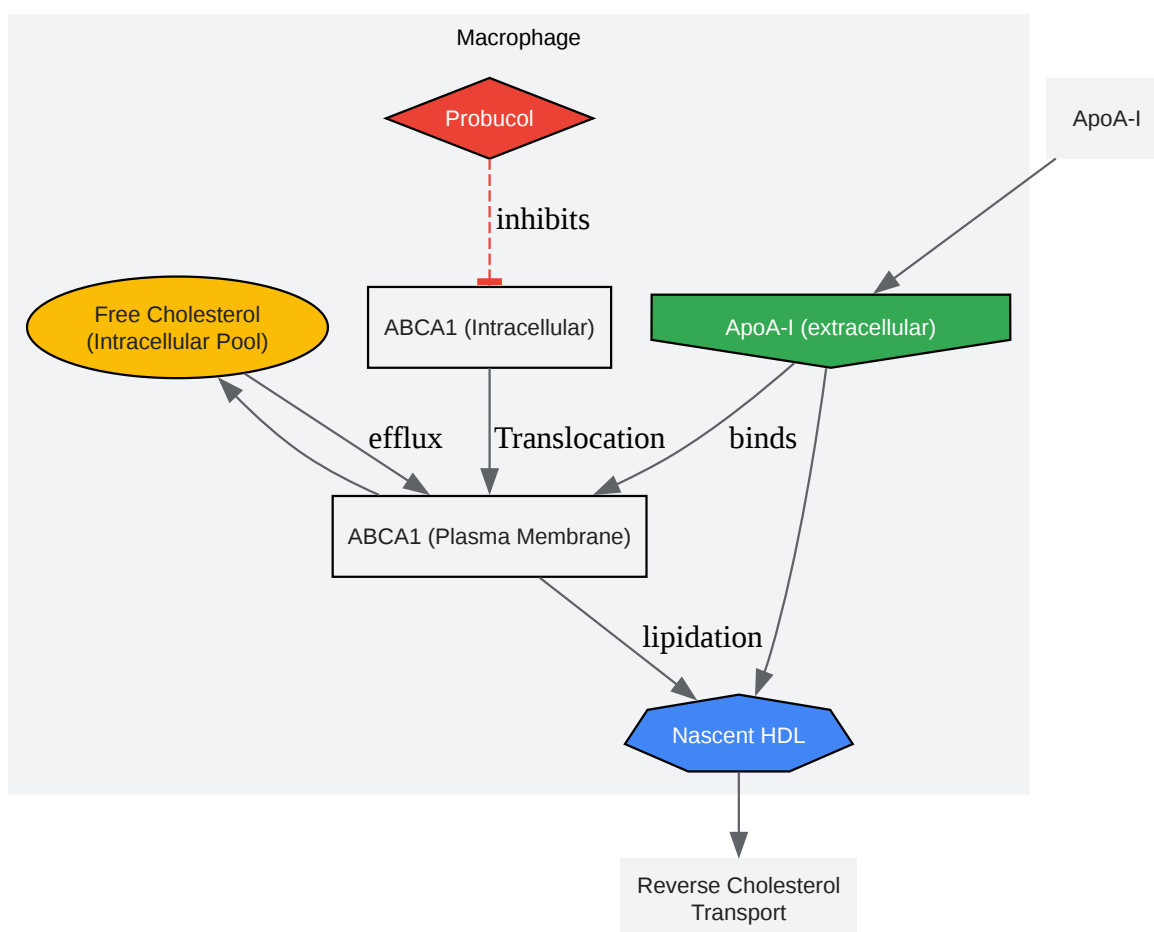 Macrophage
Probucol
ApoA-I
inhibits
Free Cholesterol
(Intracellular Pool)
ABCA1 (Intracellular)
ApoA-I (extracellular)
efflux
Translocation
binds
ABCA1 (Plasma Membrane)
lipidation
Nascent HDL
Reverse Cholesterol
Transport